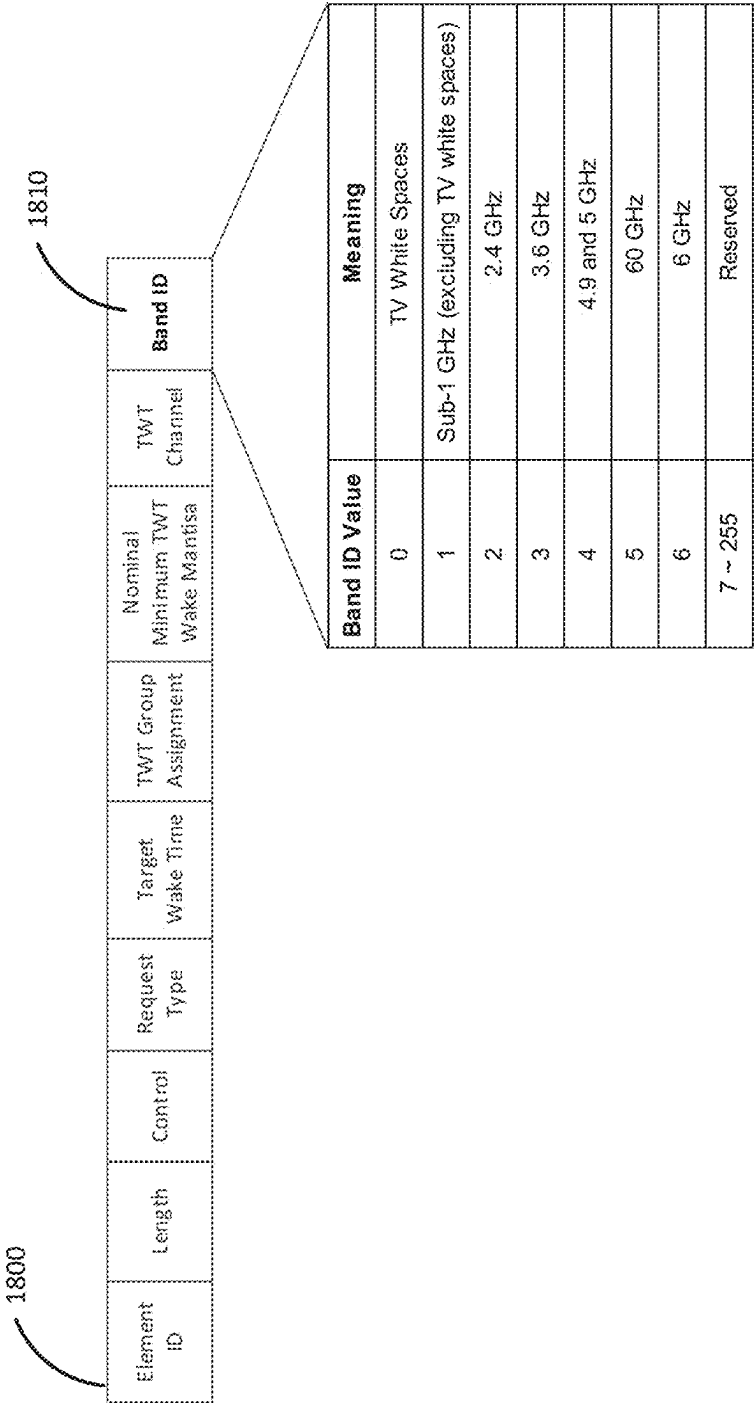 1800
1810
Element
ID
Length
Control
Request
Type
Target
Wake Time
TWT Group
Assignment
Nominal
Minimum TWT
Wake Mantisa
TWT
Channel
Band ID
Band ID Value Meaning
0 TV White Spaces
1 Sub-1 GHz (excluding TV white spaces)
2 2.4 GHz
3 3.6 GHz
4 4.9 and 5 GHz
5 60 GHz
6 6 GHz
7 ~ 255 Reserved